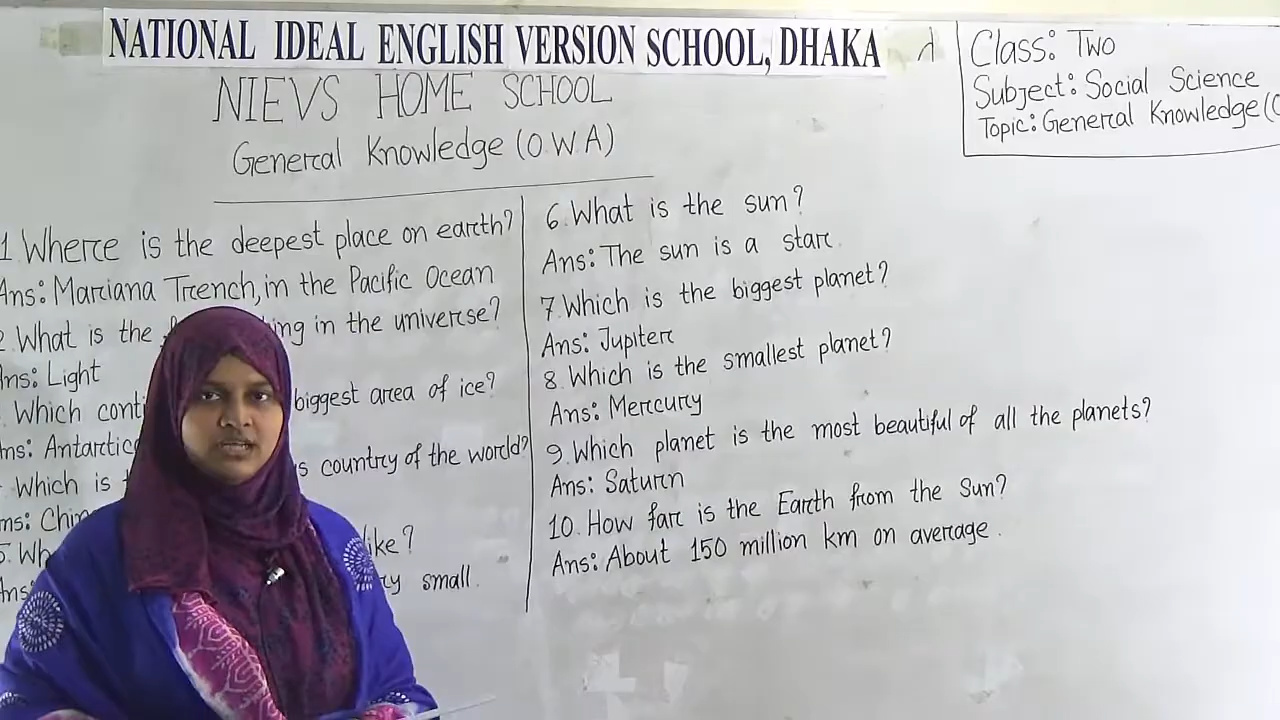 NATIONAL IDEAL ENGLISH VERSION SCHOOL, DHAKA
NIEVS HOME SCHOOL
General Knowledge (O.W.A)
Class: Two
Subject: Social Science
Topic: General Knowledge (
1. Where is the deepest place on earth?
Ans: Mariana Trench, in the Pacific Ocean
2. What is the ing in the universe?
Ans: Light
Which conti biggest area of ice?
Ans: Antartica
Which is s country of the world?
Ans: Chin
5. Wh like?
Ans ry small.
6. What is the sun?
Ans: The sun is a star.
7. Which is the biggest planet?
Ans: Jupiter
8. Which is the smallest planet?
Ans: Mercury
9. Which planet is the most beautiful of all the planets?
Ans: Saturn
10. How far is the Earth from the Sun?
Ans: About 150 million km on average.